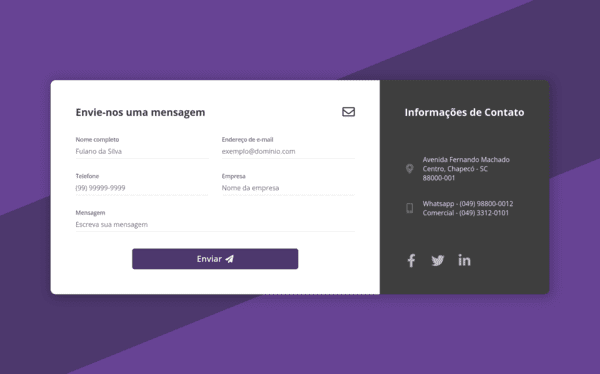 Envie-nos uma mensagem
Nome completo
Fulano da Silva
Endereço de e-mail
exemplo@dominio.com
Telefone
(99) 99999-9999
Empresa
Nome da empresa
Mensagem
Escreva sua mensagem
Enviar
Informações de Contato
Avenida Fernando Machado
Centro, Chapecó - SC
88000-001
Whatsapp - (049) 98800-0012
Comercial - (049) 3312-0101